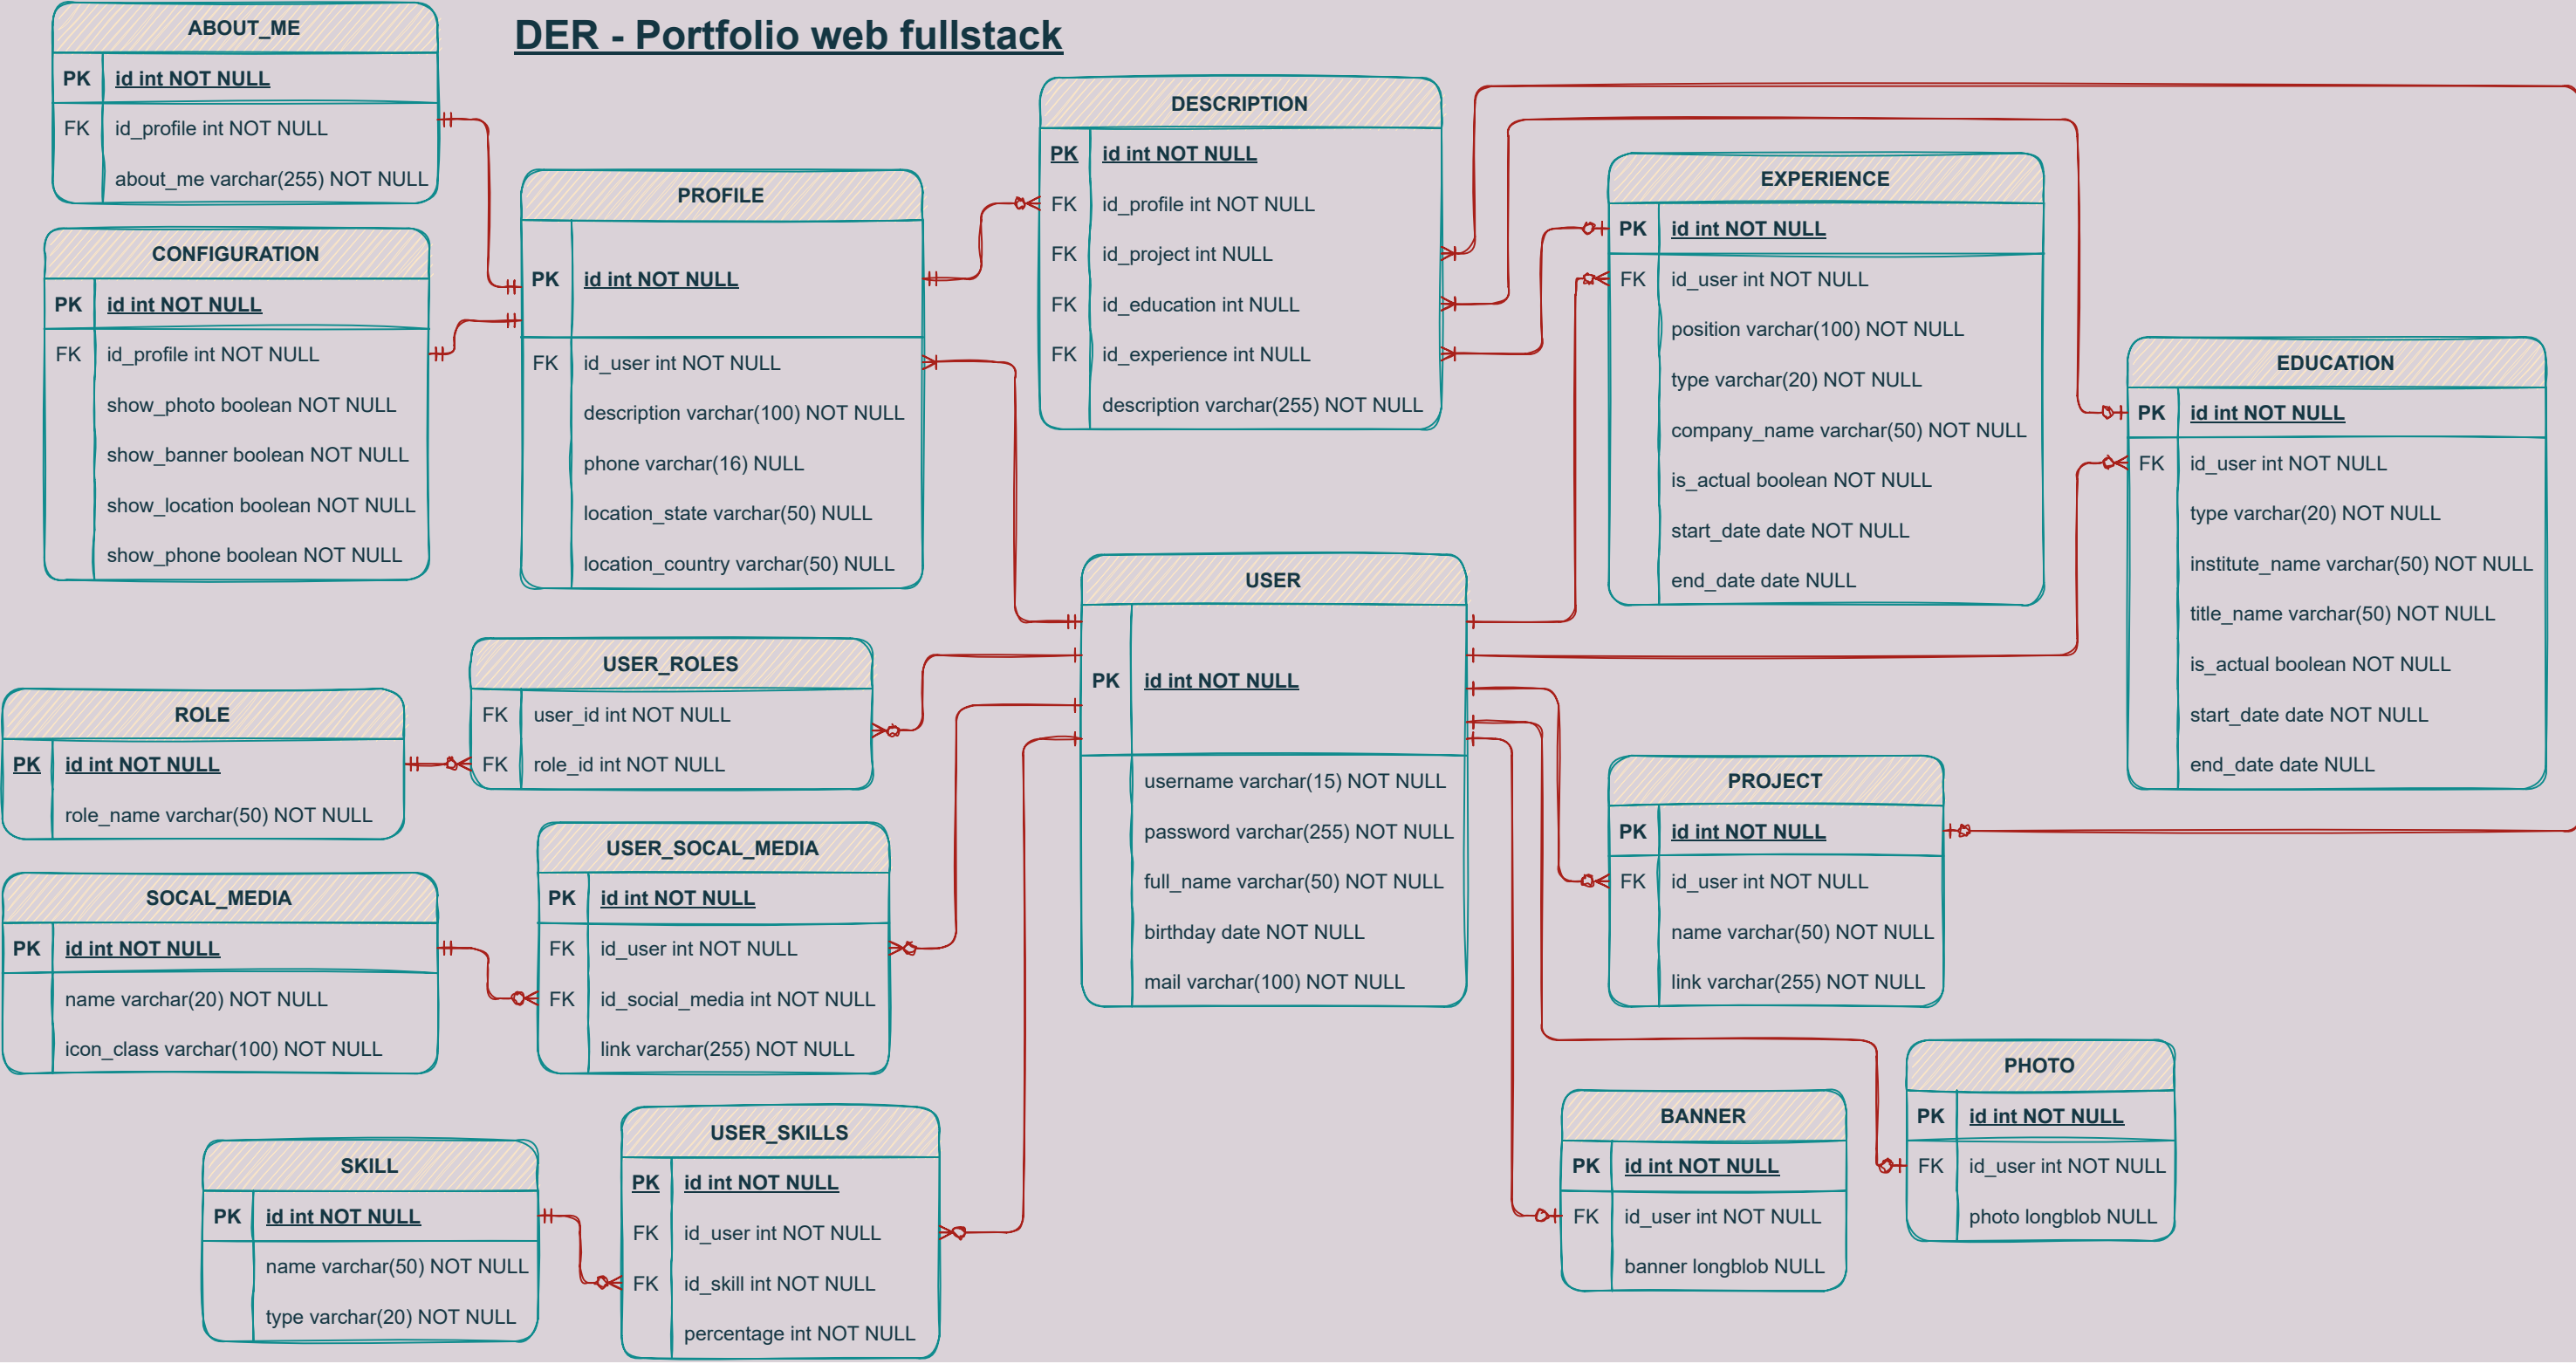 DER - Portfolio web fullstack
ABOUT_ME
PK id int NOT NULL
FK id_profile int NOT NULL
about_me varchar(255) NOT NULL
CONFIGURATION
PK id int NOT NULL
FK id_profile int NOT NULL
show_photo boolean NOT NULL
show_banner boolean NOT NULL
show_location boolean NOT NULL
show_phone boolean NOT NULL
PROFILE
PK id int NOT NULL
FK id_user int NOT NULL
description varchar(100) NOT NULL
phone varchar(16) NULL
location_state varchar(50) NULL
location_country varchar(50) NULL
DESCRIPTION
PK id int NOT NULL
FK id_profile int NOT NULL
FK id_project int NULL
FK id_education int NULL
FK id_experience int NULL
description varchar(255) NOT NULL
EXPERIENCE
PK id int NOT NULL
FK id_user int NOT NULL
position varchar(100) NOT NULL
type varchar(20) NOT NULL
company_name varchar(50) NOT NULL
is_actual boolean NOT NULL
start_date date NOT NULL
end_date date NULL
EDUCATION
PK id int NOT NULL
FK id_user int NOT NULL
type varchar(20) NOT NULL
institute_name varchar(50) NOT NULL
title_name varchar(50) NOT NULL
is_actual boolean NOT NULL
start_date date NOT NULL
end_date date NULL
USER
PK id int NOT NULL
username varchar(15) NOT NULL
password varchar(255) NOT NULL
full_name varchar(50) NOT NULL
birthday date NOT NULL
mail varchar(100) NOT NULL
USER_ROLES
FK user_id int NOT NULL
FK role_id int NOT NULL
ROLE
PK id int NOT NULL
role_name varchar(50) NOT NULL
USER_SOCAL_MEDIA
PK id int NOT NULL
FK id_user int NOT NULL
FK id_social_media int NOT NULL
link varchar(255) NOT NULL
SOCAL_MEDIA
PK id int NOT NULL
name varchar(20) NOT NULL
icon_class varchar(100) NOT NULL
PROJECT
PK id int NOT NULL
FK id_user int NOT NULL
name varchar(50) NOT NULL
link varchar(255) NOT NULL
PHOTO
PK id int NOT NULL
FK id_user int NOT NULL
photo longblob NULL
BANNER
PK id int NOT NULL
FK id_user int NOT NULL
banner longblob NULL
USER_SKILLS
PK id int NOT NULL
FK id_user int NOT NULL
FK id_skill int NOT NULL
percentage int NOT NULL
SKILL
PK id int NOT NULL
name varchar(50) NOT NULL
type varchar(20) NOT NULL